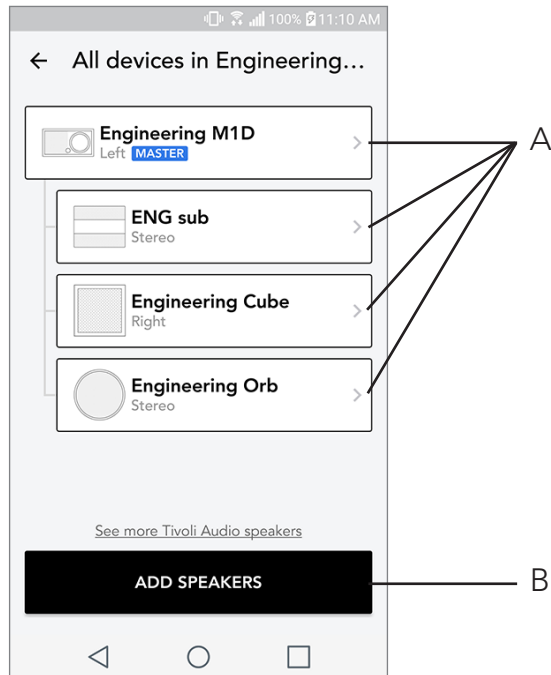 100% 11:10 AM
All devices in Engineering...
Engineering M1D
Left MASTER
A
ENG sub
Stereo
Engineering Cube
Right
Engineering Orb
Stereo
See more Tivoli Audio speakers
ADD SPEAKERS
B